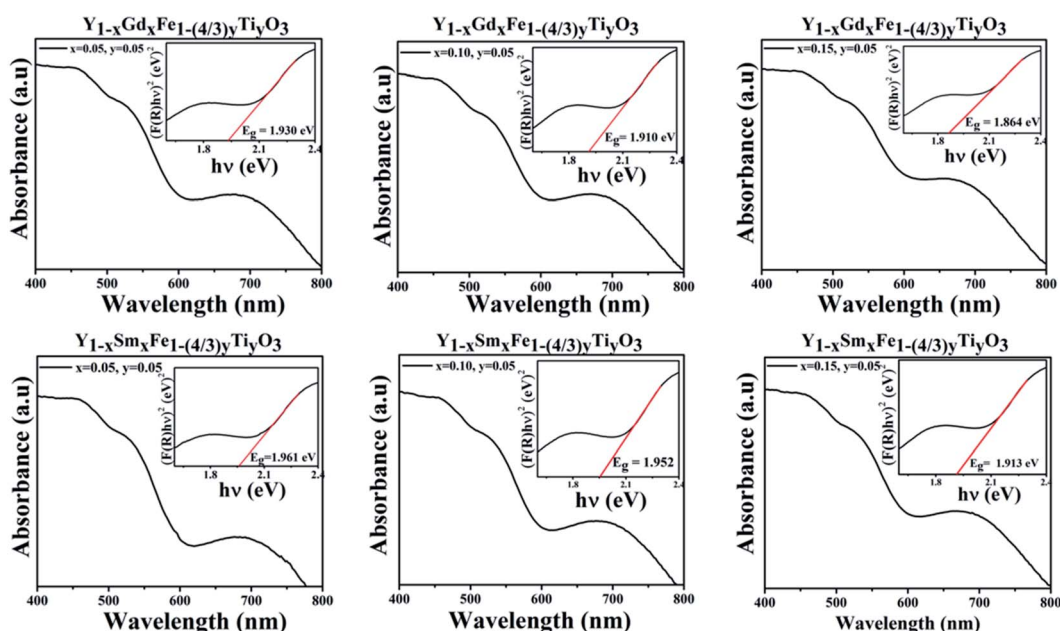 Y1-xGdxFe1-(4/3)yTiyO3
x=0.05, y=0.05
(F(R)hν)2 (eV)2
Eg = 1.930 eV
1.8 2.1 2.4
hν (eV)
Absorbance (a.u)
400 500 600 700 800
Wavelength (nm)
Y1-xGdxFe1-(4/3)yTiyO3
x=0.10, y=0.05
(F(R)hν)2 (eV)2
Eg = 1.910 eV
1.8 2.1 2.4
hν (eV)
Absorbance (a.u)
400 500 600 700 800
Wavelength (nm)
Y1-xGdxFe1-(4/3)yTiyO3
x=0.15, y=0.05
(F(R)hν)2 (eV)2
Eg = 1.864 eV
1.8 2.1 2.4
hν (eV)
Absorbance (a.u)
400 500 600 700 800
Wavelength (nm)
Y1-xSmxFe1-(4/3)yTiyO3
x=0.05, y=0.05
(F(R)hν)2 (eV)2
Eg=1.961 eV
1.8 2.1 2.4
hν (eV)
Absorbance (a.u)
400 500 600 700 800
Wavelength (nm)
Y1-xSmxFe1-(4/3)yTiyO3
x=0.10, y=0.05
(F(R)hν)2 (eV)2
Eg = 1.952
1.8 2.1 2.4
hν (eV)
Absorbance (a.u)
400 500 600 700 800
Wavelength (nm)
Y1-xSmxFe1-(4/3)yTiyO3
x=0.15, y=0.05
(F(R)hν)2 (eV)2
Eg = 1.913 eV
1.8 2.1 2.4
hν (eV)
Absorbance (a.u)
400 500 600 700 800
Wavelength (nm)